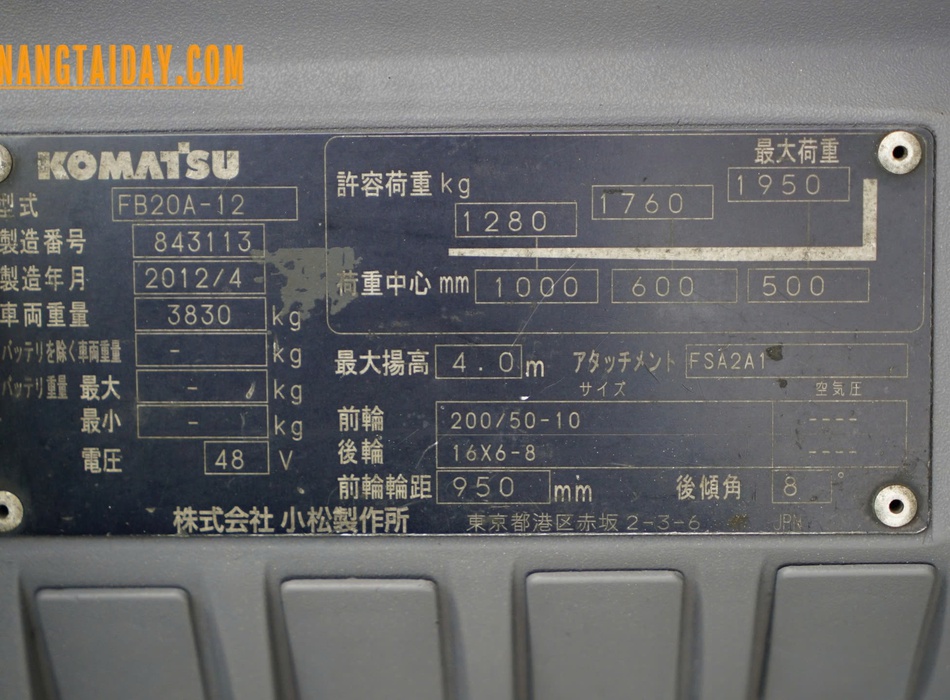 NANGTAIDAY.COM
KOMATSU
型式 FB20A-12
製造番号 843113
製造年月 2012/4
車両重量 3830 kg
バッテリを除く車両重量 - kg
バッテリ重量 最大 - kg
最小 - kg
電圧 48 V
最大荷重
許容荷重 kg 1280 1760 1950
荷重中心 mm 1000 600 500
最大揚高 4.0 m アタッチメント FSA2A1
サイズ 空気圧
前輪 200/50-10 ----
後輪 16X6-8 ----
前輪輪距 950 mm 後傾角 8 °
株式会社 小松製作所 東京都港区赤坂 2-3-6 JPN